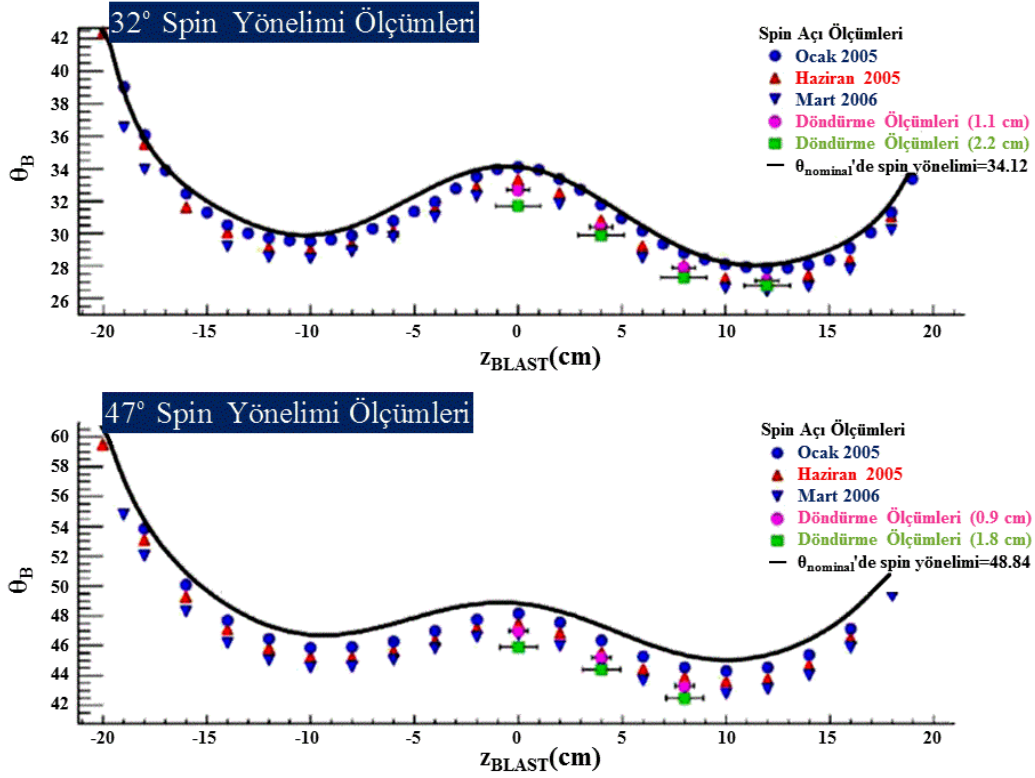 32° Spin Yönelimi Ölçümleri
42
40
38
36
34
32
30
28
26
θB
Spin Açı Ölçümleri
Ocak 2005
Haziran 2005
Mart 2006
Döndürme Ölçümleri (1.1 cm)
Döndürme Ölçümleri (2.2 cm)
θnominal'de spin yönelimi=34.12
-20 -15 -10 -5 0 5 10 15 20
zBLAST(cm)
47° Spin Yönelimi Ölçümleri
60
58
56
54
52
50
48
46
44
42
θB
Spin Açı Ölçümleri
Ocak 2005
Haziran 2005
Mart 2006
Döndürme Ölçümleri (0.9 cm)
Döndürme Ölçümleri (1.8 cm)
θnominal'de spin yönelimi=48.84
-20 -15 -10 -5 0 5 10 15 20
zBLAST(cm)